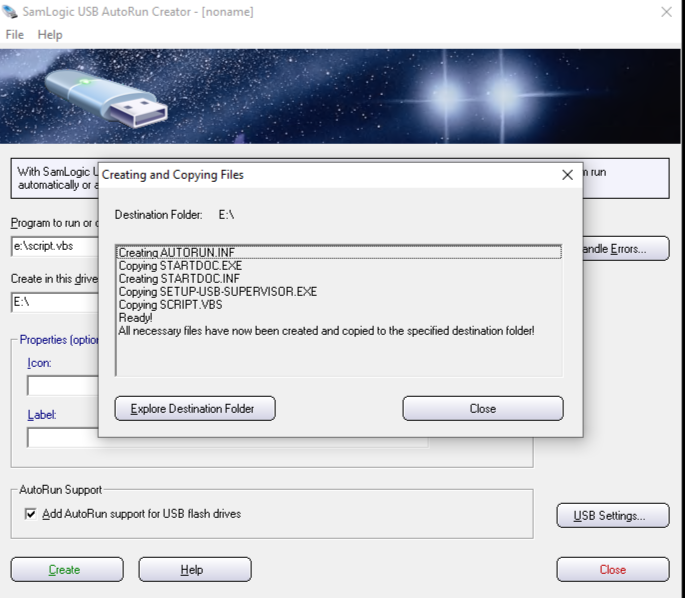 SamLogic USB AutoRun Creator - [noname]
File Help
With SamLogic U
n run
automatically or a
Creating and Copying Files
Destination Folder: E:\
Creating AUTORUN.INF
Copying STARTDOC.EXE
Creating STARTDOC.INF
Copying SETUP-USB-SUPERVISOR.EXE
Copying SCRIPT.VBS
Ready!
All necessary files have now been created and copied to the specified destination folder!
Explore Destination Folder
Close
Program to run or o
e:\script.vbs
andle Errors...
Create in this drive
E:\
Properties (option
Icon:
Label:
AutoRun Support
Add AutoRun support for USB flash drives
USB Settings...
Create
Help
Close